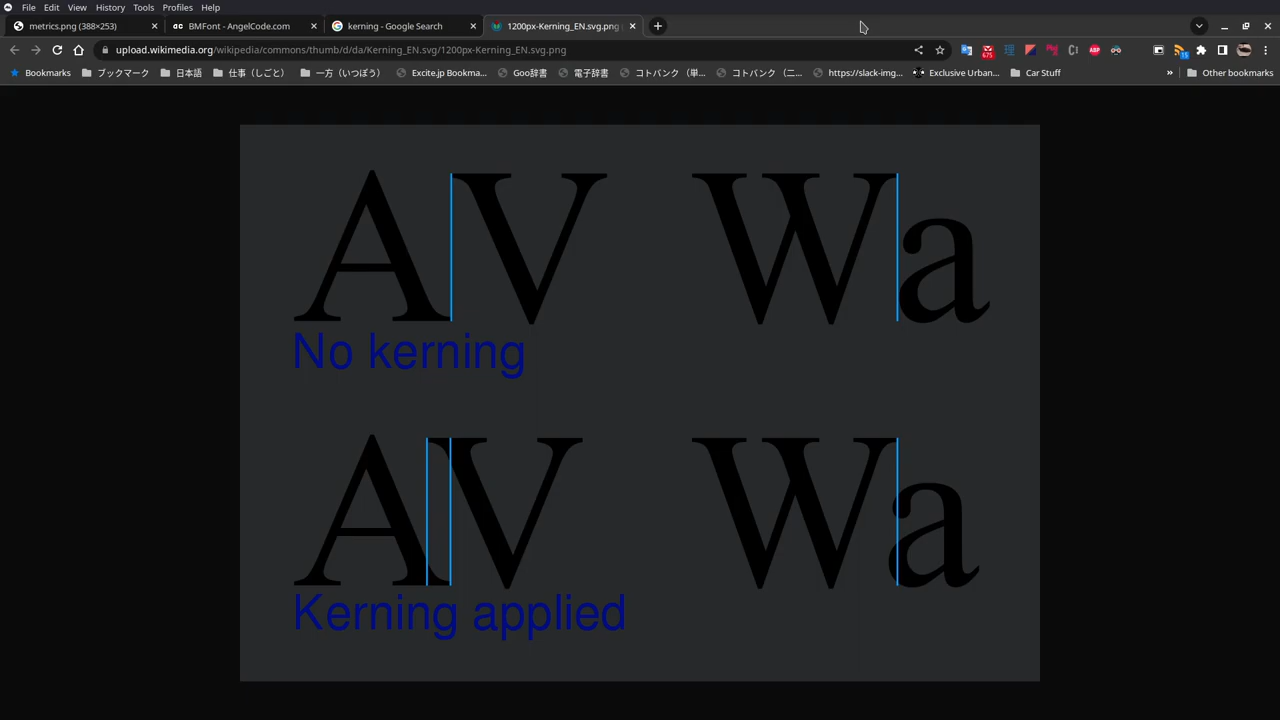 File Edit View History Tools Profiles Help
metrics.png (388×253)
BMFont - AngelCode.com
kerning - Google Search
1200px-Kerning_EN.svg.png
upload.wikimedia.org/wikipedia/commons/thumb/d/da/Kerning_EN.svg/1200px-Kerning_EN.svg.png
675
15
Bookmarks ブックマーク 日本語 仕事（しごと） 一方（いつぽう） Excite.jp Bookma... Goo辞書 電子辞書 コトバンク（単... コトバンク（二... https://slack-img... Exclusive Urban... Car Stuff » Other bookmarks
AV Wa
No kerning
AV Wa
Kerning applied